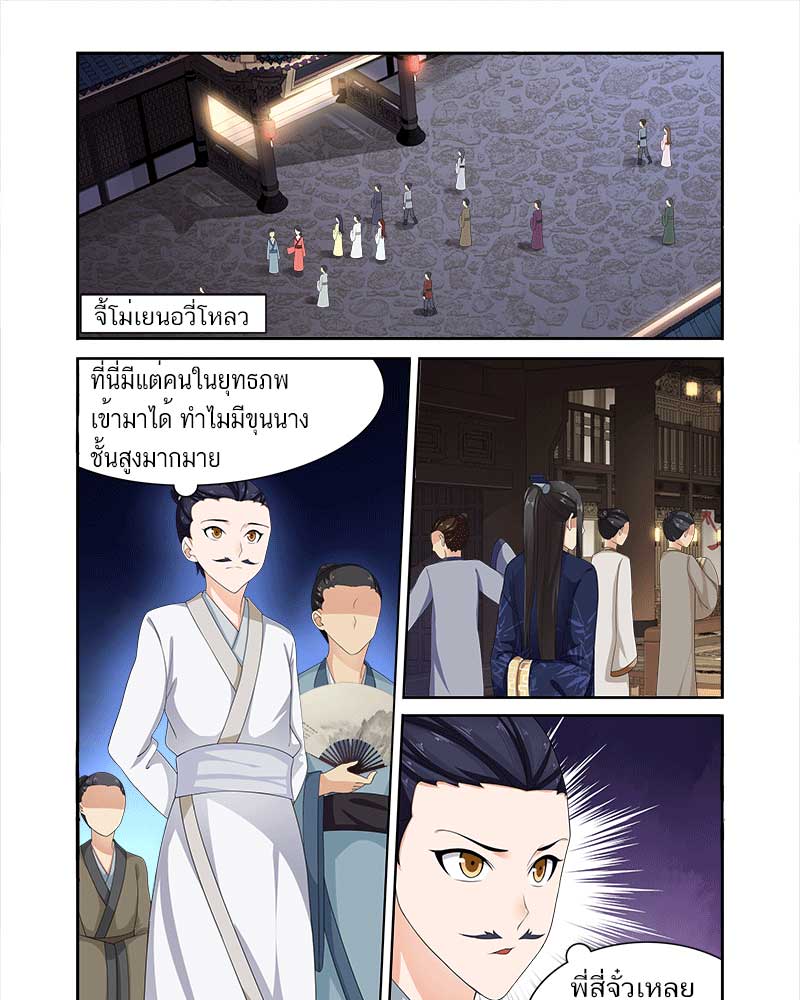 จี้โม่เยนอวี่โหลว
ที่นี่มีแต่คนในยุทธภพ
เข้ามาได้ ทำไมมีขุนนาง
ชั้นสูงมากมาย
พี่สี่จั๋วเหลย